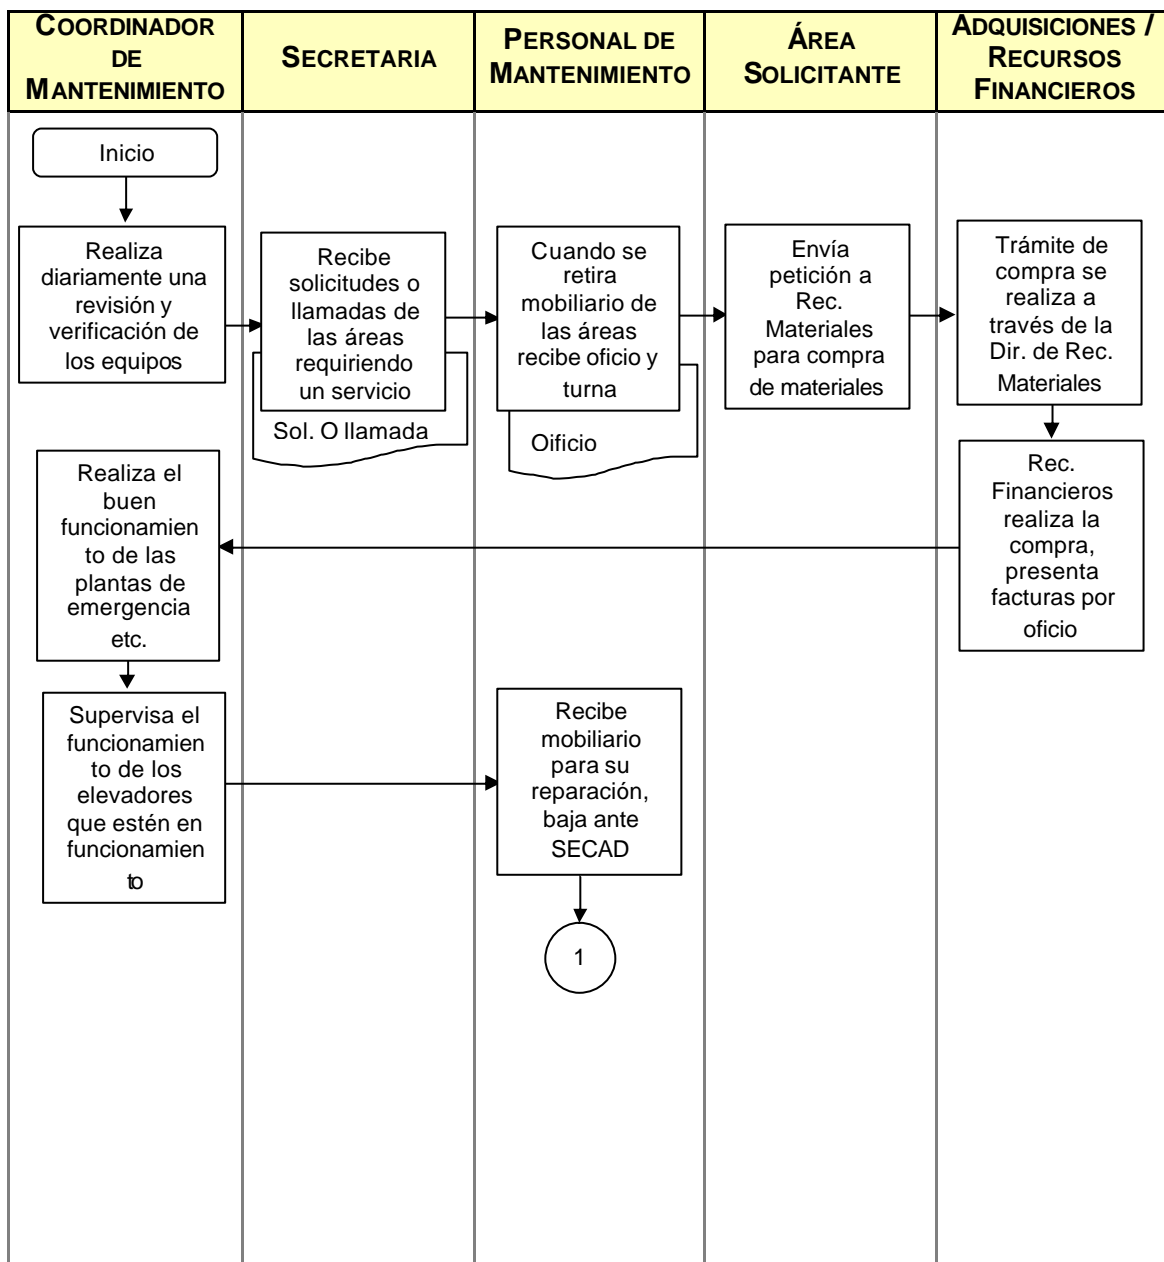 COORDINADOR
DE
MANTENIMIENTO
SECRETARIA
PERSONAL DE
MANTENIMIENTO
ÁREA
SOLICITANTE
ADQUISICIONES /
RECURSOS
FINANCIEROS
Inicio
Realiza
diariamente una
revisión y
verificación de
los equipos
Recibe
solicitudes o
llamadas de
las áreas
requiriendo
un servicio
Sol. O llamada
Cuando se
retira
mobiliario de
las áreas
recibe oficio y
turna
Oificio
Envía
petición a
Rec.
Materiales
para compra
de materiales
Trámite de
compra se
realiza a
través de la
Dir. de Rec.
Materiales
Rec.
Financieros
realiza la
compra,
presenta
facturas por
oficio
Realiza el
buen
funcionamien
to de las
plantas de
emergencia
etc.
Supervisa el
funcionamien
to de los
elevadores
que estén en
funcionamien
to
Recibe
mobiliario
para su
reparación,
baja ante
SECAD
1